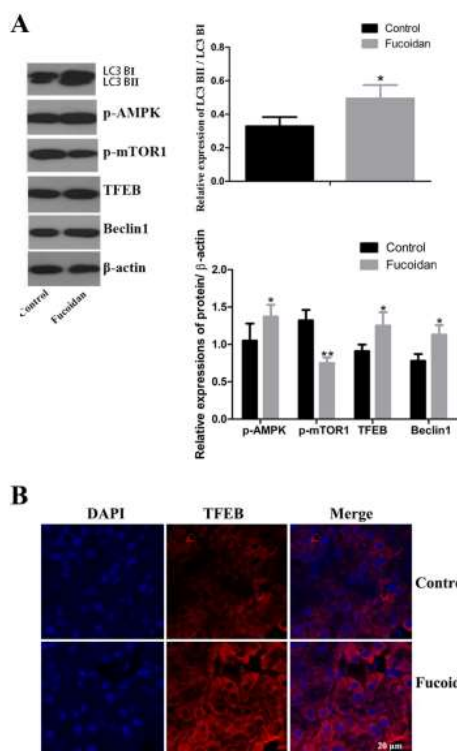 A
LC3 BI
LC3 BII
p-AMPK
p-mTOR1
TFEB
Beclin1
β-actin
Control
Fucoidan
Relative expression of LC3 BII / LC3 BI
0.8
0.6
0.4
0.2
0.0
Control
Fucoidan
*
Relative expressions of protein/ β-actin
2.0
1.5
1.0
0.5
0.0
Control
Fucoidan
*
**
*
*
p-AMPK
p-mTOR1
TFEB
Beclin1
B
DAPI
TFEB
Merge
Contro
Fucoid
20 μm